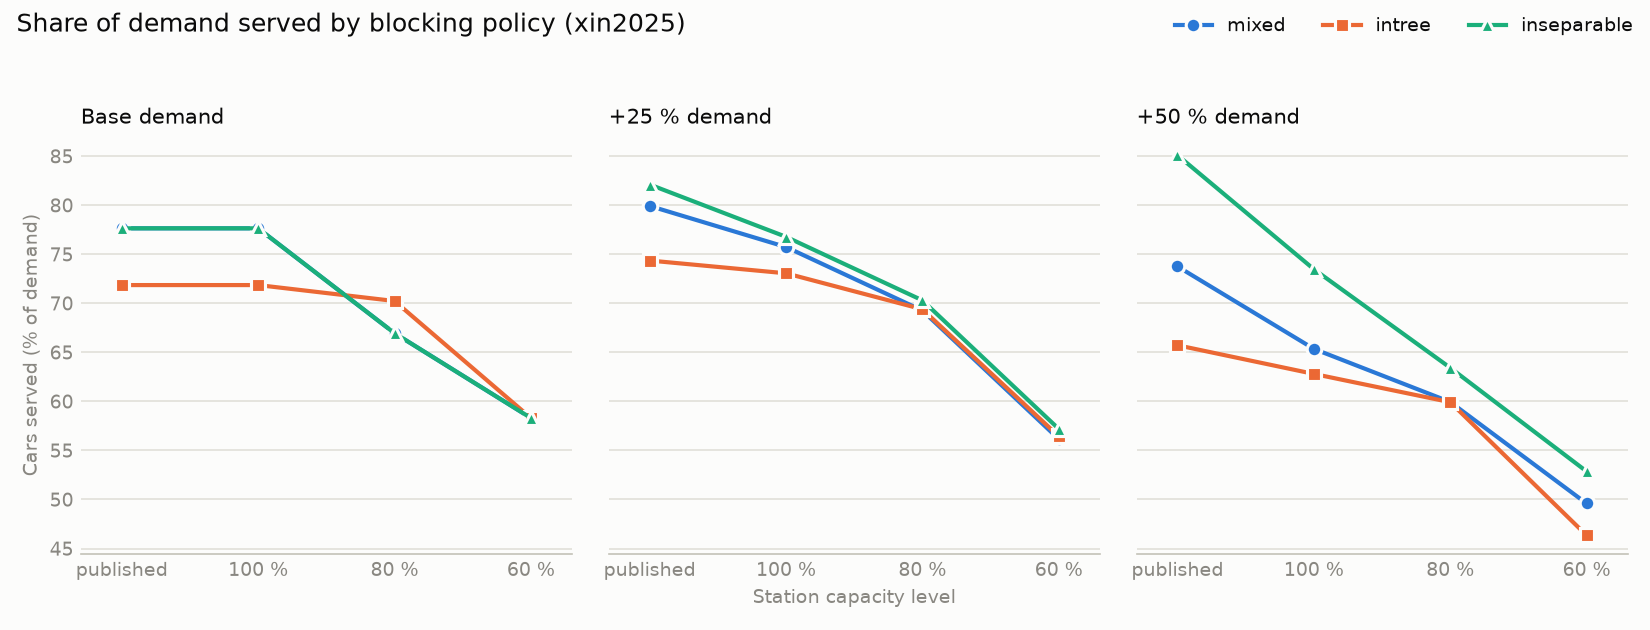 Share of demand served by blocking policy (xin2025)
mixed intree inseparable
Base demand +25 % demand +50 % demand
Cars served (% of demand)
85
80
75
70
65
60
55
50
45
published 100 % 80 % 60 % published 100 % 80 % 60 % published 100 % 80 % 60 %
Station capacity level